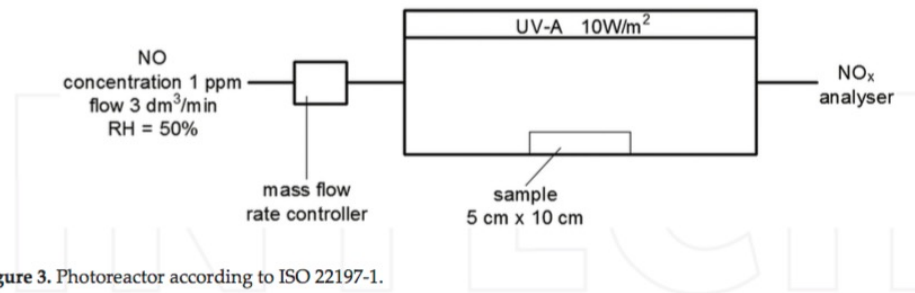 UV-A 10W/m²
NO
concentration 1 ppm
flow 3 dm³/min
RH = 50%
NOₓ
analyser
mass flow
rate controller
sample
5 cm x 10 cm
gure 3. Photoreactor according to ISO 22197-1.